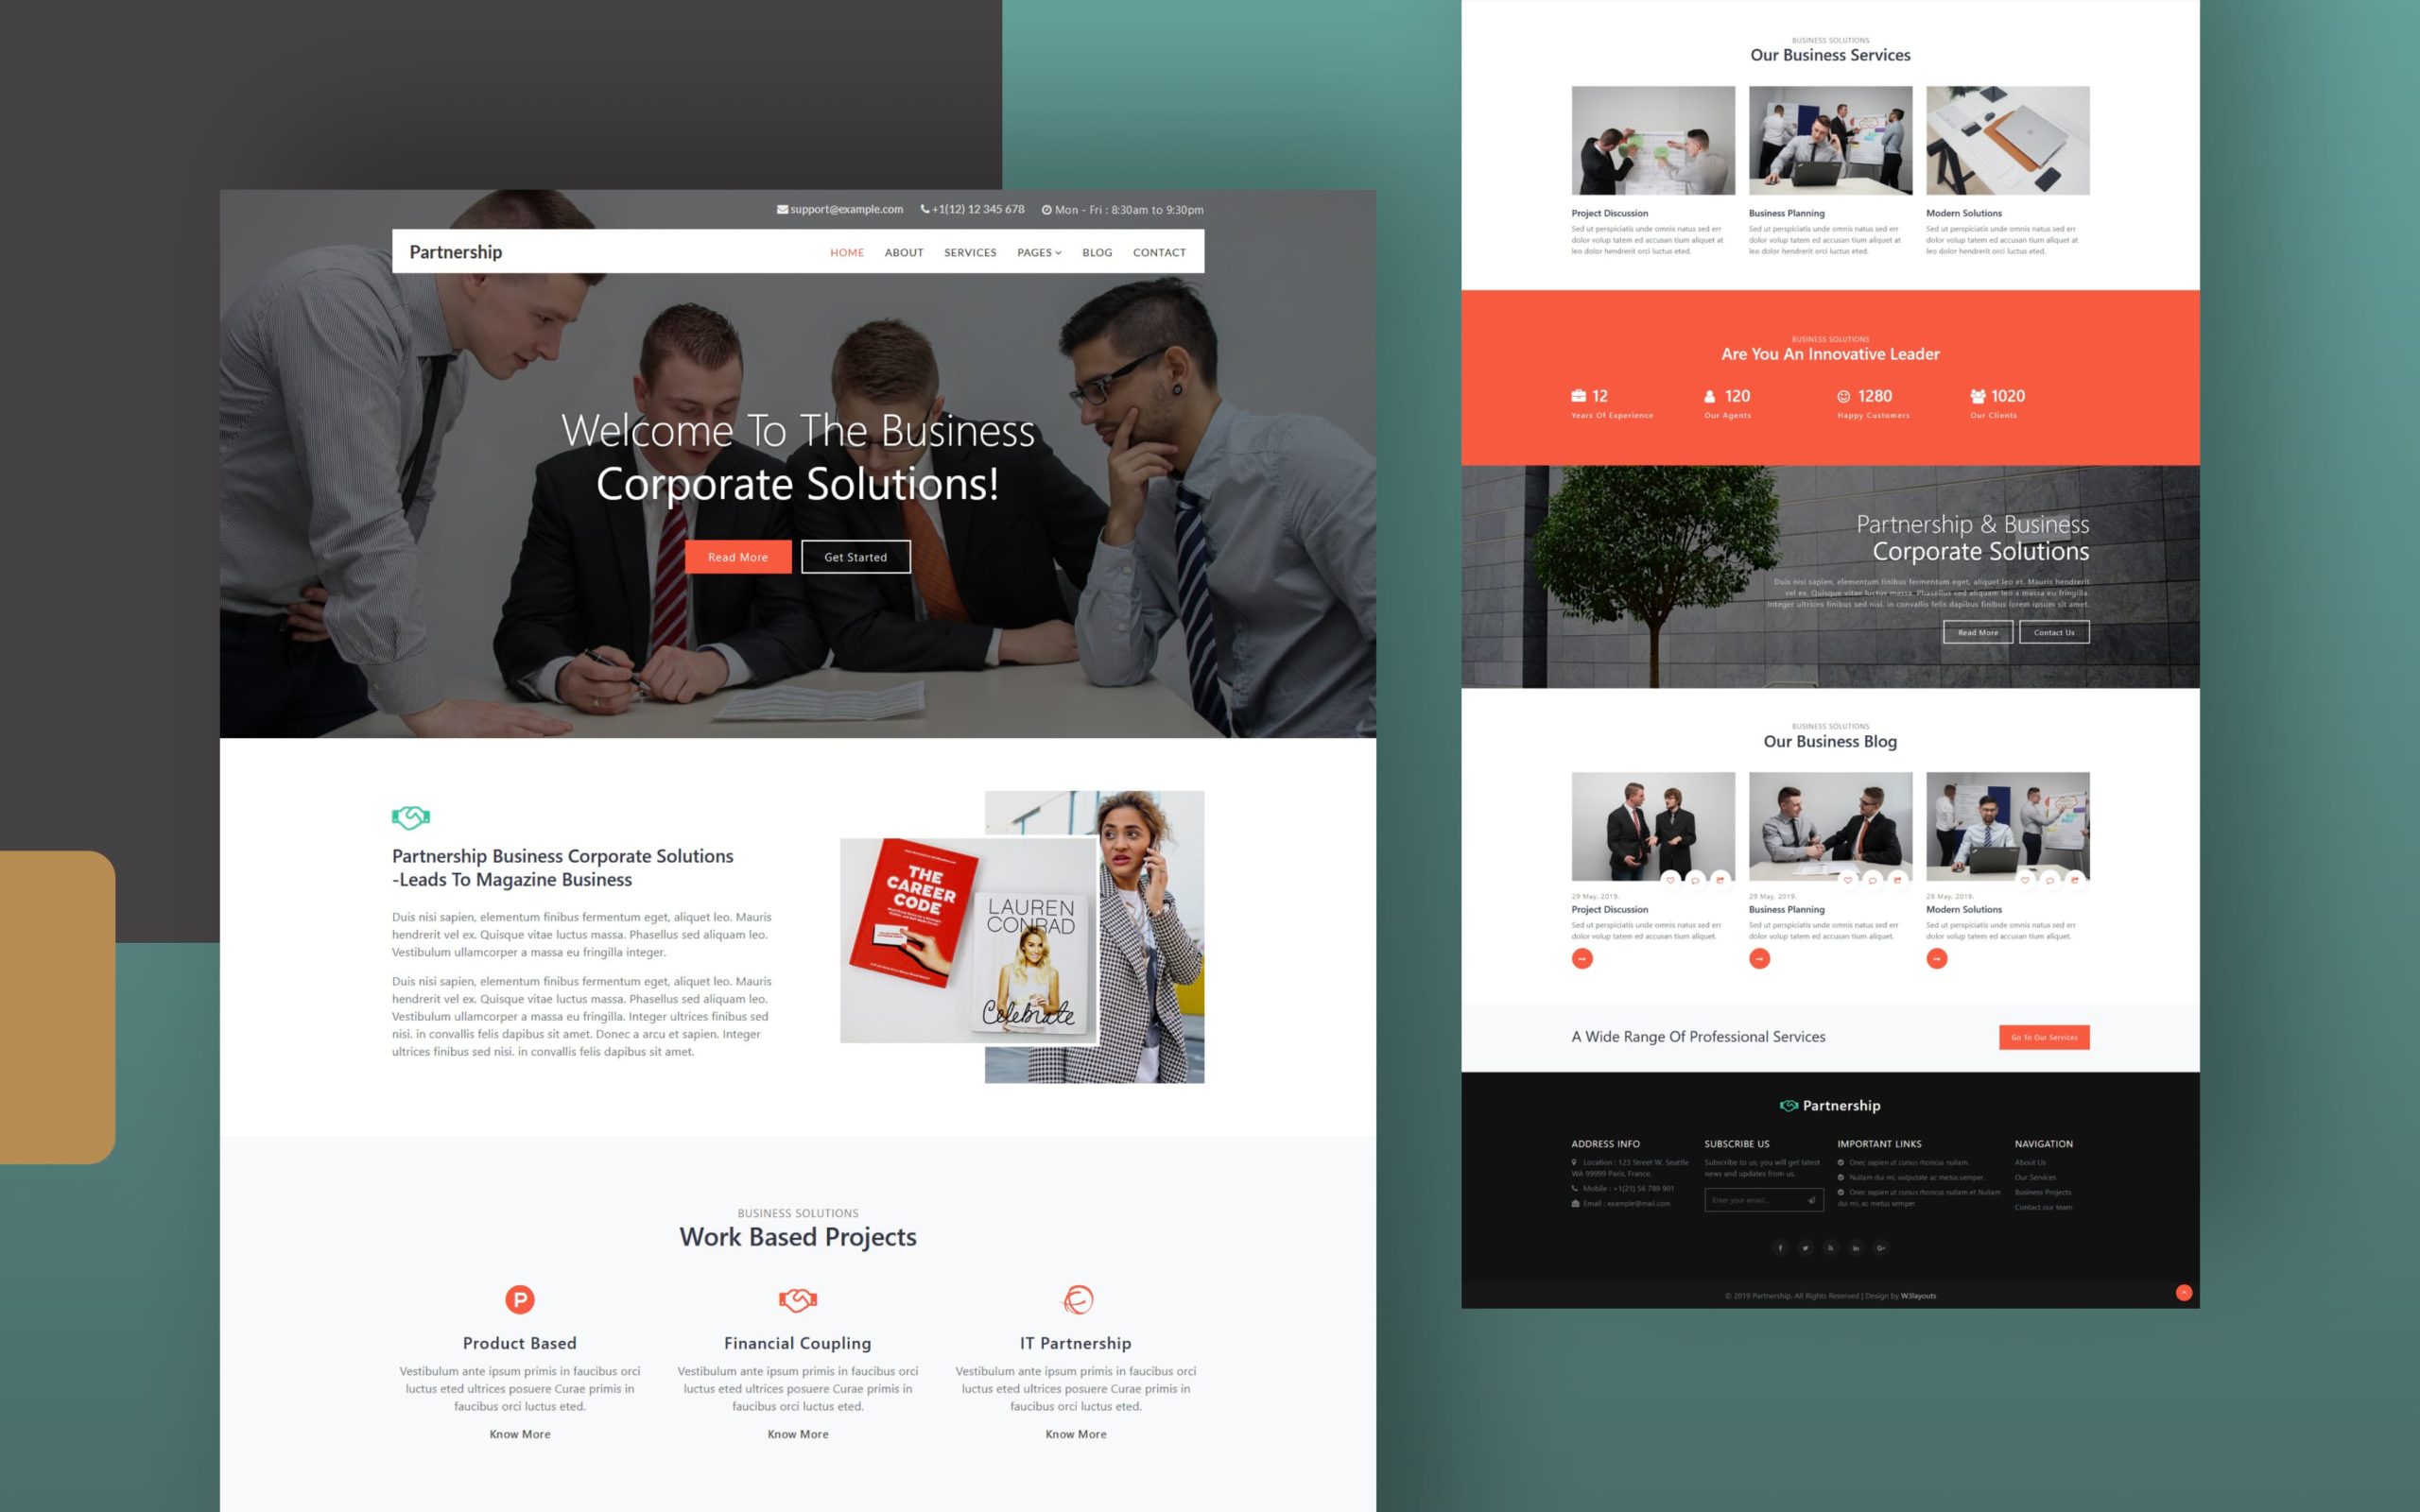 support@example.com +1(12) 12 345 678 Mon - Fri : 8:30am to 9:30pm
Partnership HOME ABOUT SERVICES PAGES BLOG CONTACT
Welcome To The Business
Corporate Solutions!
Read More Get Started
Partnership Business Corporate Solutions
-Leads To Magazine Business
Duis nisi sapien, elementum finibus fermentum eget, aliquet leo. Mauris
hendrerit vel ex. Quisque vitae luctus massa. Phasellus sed aliquam leo.
Vestibulum ullamcorper a massa eu fringilla integer.
Duis nisi sapien, elementum finibus fermentum eget, aliquet leo. Mauris
hendrerit vel ex. Quisque vitae luctus massa. Phasellus sed aliquam leo.
Vestibulum ullamcorper a massa eu fringilla. Integer ultrices finibus sed
nisi. in convallis felis dapibus sit amet. Donec a arcu et sapien. Integer
ultrices finibus sed nisi. in convallis felis dapibus sit amet.
THE
CAREER
CODE
LAUREN
CONRAD
Celebrate
BUSINESS SOLUTIONS
Work Based Projects
P
Product Based
Vestibulum ante ipsum primis in faucibus orci
luctus eted ultrices posuere Curae primis in
faucibus orci luctus eted.
Know More
Financial Coupling
Vestibulum ante ipsum primis in faucibus orci
luctus eted ultrices posuere Curae primis in
faucibus orci luctus eted.
Know More
IT Partnership
Vestibulum ante ipsum primis in faucibus orci
luctus eted ultrices posuere Curae primis in
faucibus orci luctus eted.
Know More
BUSINESS SOLUTIONS
Our Business Services
Project Discussion
Sed ut perspiciatis unde omnis natus sed err
dolor volup tatem ed accusan tium aliquet at
leo dolor hendrerit orci luctus eted.
Business Planning
Sed ut perspiciatis unde omnis natus sed err
dolor volup tatem ed accusan tium aliquet at
leo dolor hendrerit orci luctus eted.
Modern Solutions
Sed ut perspiciatis unde omnis natus sed err
dolor volup tatem ed accusan tium aliquet at
leo dolor hendrerit orci luctus eted.
BUSINESS SOLUTIONS
Are You An Innovative Leader
12
Years Of Experience
120
Our Agents
1280
Happy Customers
1020
Our Clients
Partnership & Business
Corporate Solutions
Duis nisi sapien, elementum finibus fermentum eget, aliquet leo et. Mauris hendrerit
vel ex. Quisque vitae luctus massa. Phasellus sed aliquam leo a massa eu fringilla.
Integer ultrices finibus sed nisi. in convallis felis dapibus finibus lorem ipsum sit amet.
Read More Contact Us
BUSINESS SOLUTIONS
Our Business Blog
29 May, 2019.
Project Discussion
Sed ut perspiciatis unde omnis natus sed err
dolor volup tatem ed accusan tium aliquet.
29 May, 2019.
Business Planning
Sed ut perspiciatis unde omnis natus sed err
dolor volup tatem ed accusan tium aliquet.
29 May, 2019.
Modern Solutions
Sed ut perspiciatis unde omnis natus sed err
dolor volup tatem ed accusan tium aliquet.
A Wide Range Of Professional Services
Go To Our Services
Partnership
ADDRESS INFO
Location : 123 Street W, Seattle
WA 99999 Paris, France.
Mobile : +1(21) 56 789 901
Email : example@mail.com
SUBSCRIBE US
Subscribe to us, you will get latest
news and updates from us.
Enter your email...
IMPORTANT LINKS
Onec sapien ut cursus rhoncus nullam
Nullam dui mi, vulputate ac metus semper.
Onec sapien ut cursus rhoncus nullam et Nullam
dui mi, ac metus semper.
NAVIGATION
About Us
Our Services
Business Projects
Contact our team
© 2019 Partnership. All Rights Reserved | Design by W3layouts